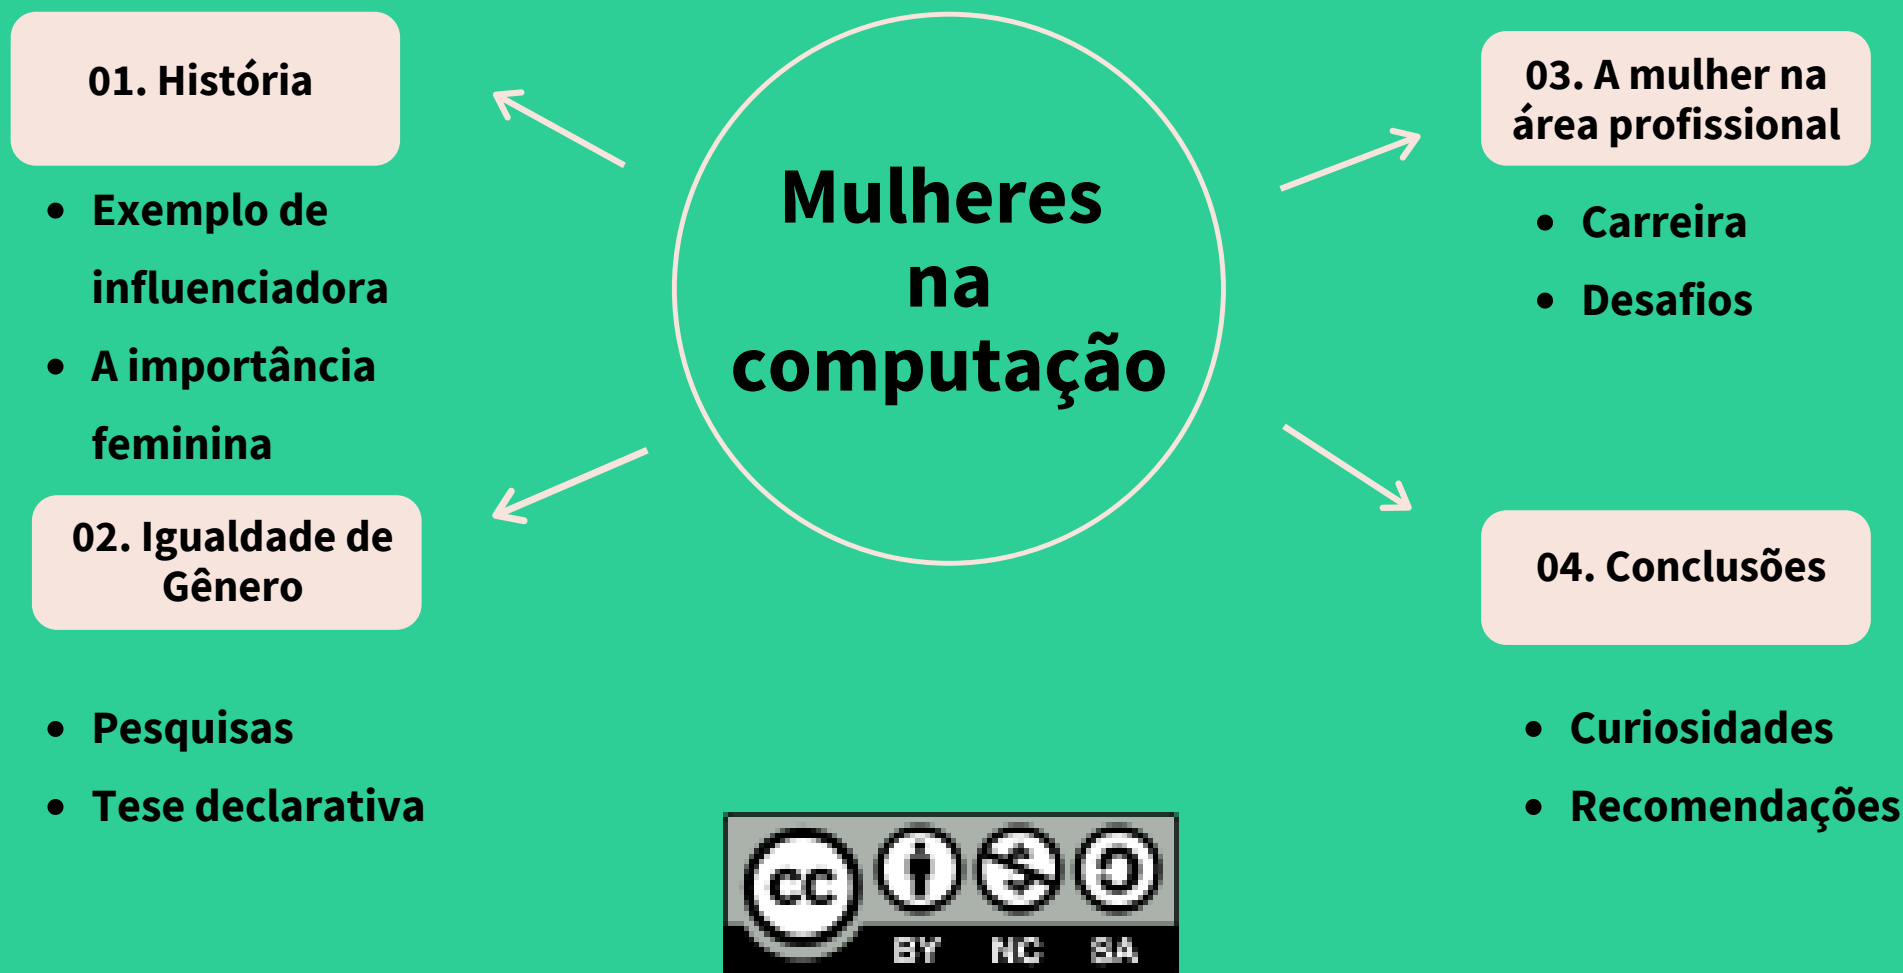 01. História
• Exemplo de
influenciadora
• A importância
feminina
02. Igualdade de
Gênero
• Pesquisas
• Tese declarativa
Mulheres
na
computação
03. A mulher na
área profissional
• Carreira
• Desafios
04. Conclusões
• Curiosidades
• Recomendações
cc
BY NC SA